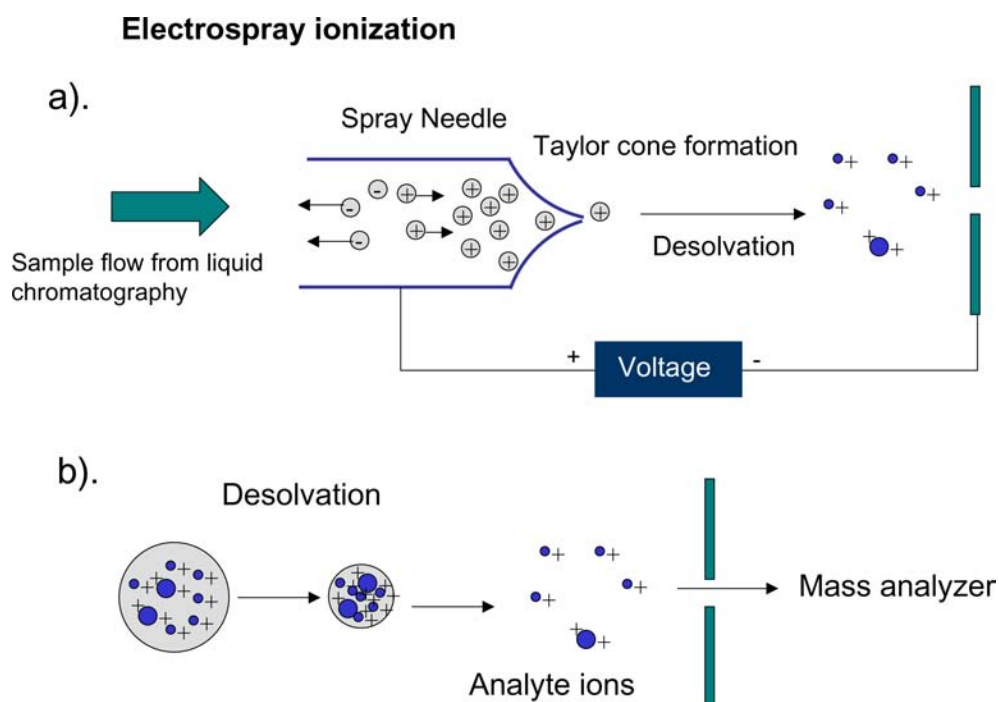 Electrospray ionization
a).
Spray Needle
Taylor cone formation
Desolvation
Sample flow from liquid
chromatography
+
Voltage
-
b).
Desolvation
Mass analyzer
Analyte ions